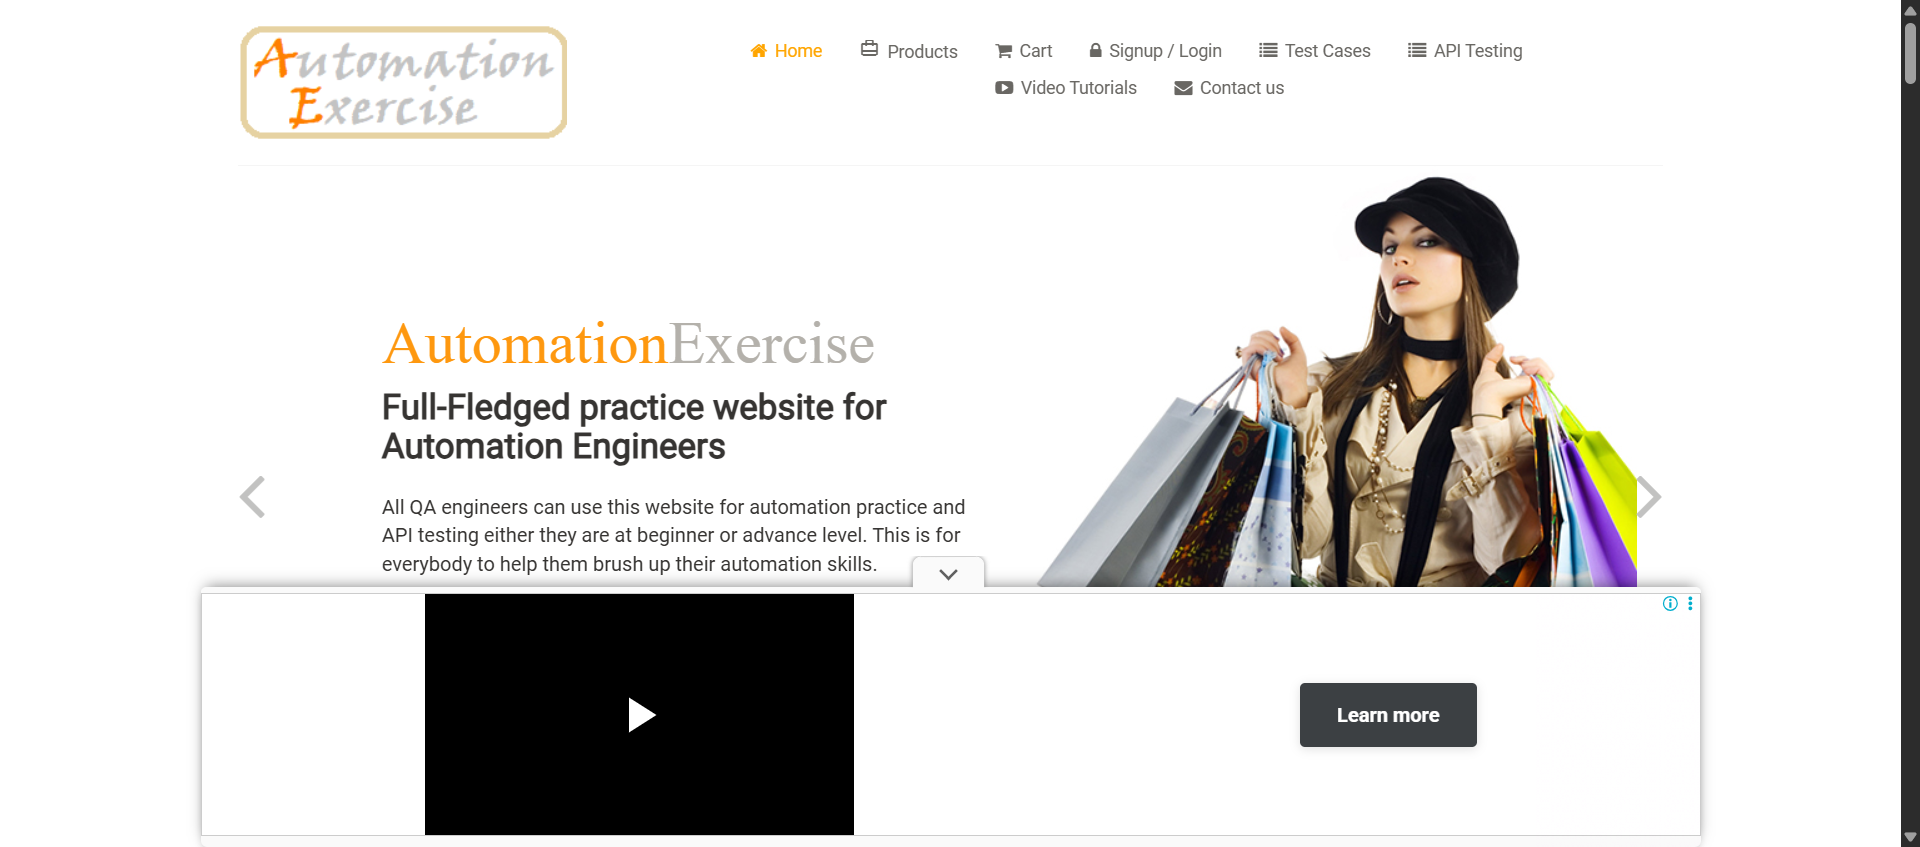 Automation
Exercise
Home
Products
Cart
Signup / Login
Test Cases
API Testing
Video Tutorials
Contact us
AutomationExercise
Full-Fledged practice website for
Automation Engineers
All QA engineers can use this website for automation practice and
API testing either they are at beginner or advance level. This is for
everybody to help them brush up their automation skills.
Learn more